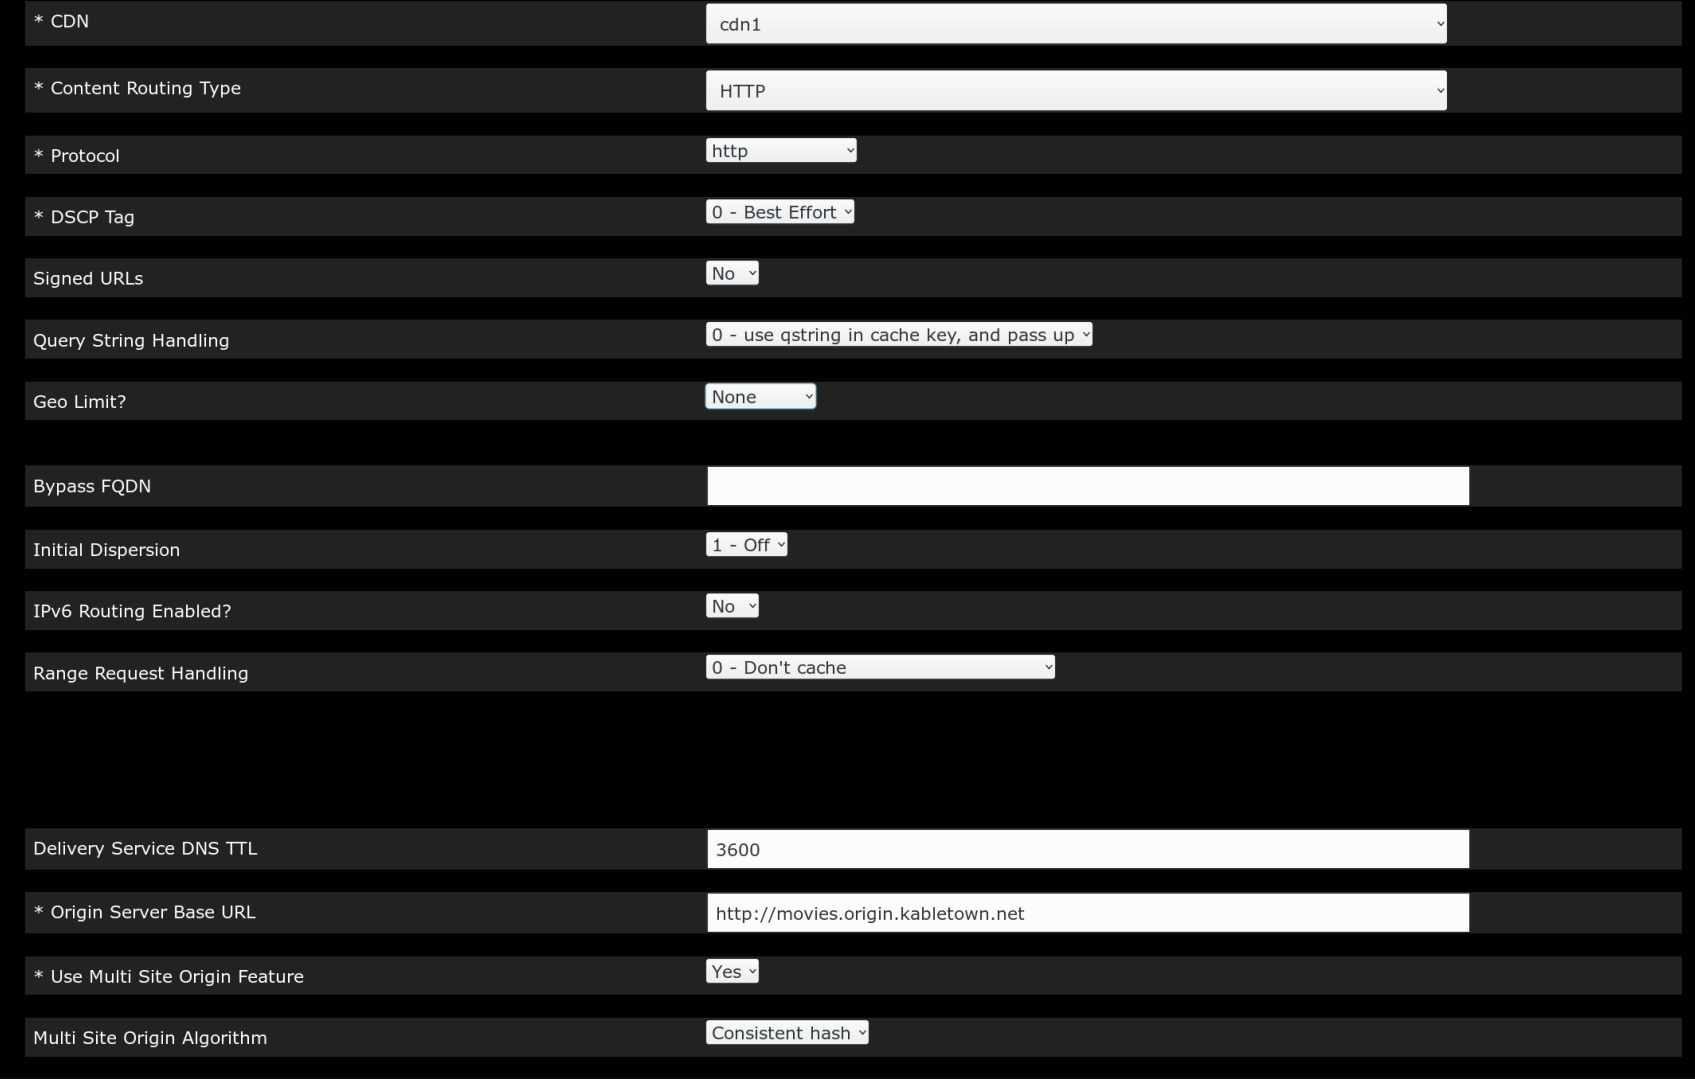 * CDN
cdn1
* Content Routing Type
HTTP
* Protocol
http
* DSCP Tag
0 - Best Effort
Signed URLs
No
Query String Handling
0 - use qstring in cache key, and pass up
Geo Limit?
None
Bypass FQDN
Initial Dispersion
1 - Off
IPv6 Routing Enabled?
No
Range Request Handling
0 - Don't cache
Delivery Service DNS TTL
3600
* Origin Server Base URL
http://movies.origin.kabletown.net
* Use Multi Site Origin Feature
Yes
Multi Site Origin Algorithm
Consistent hash